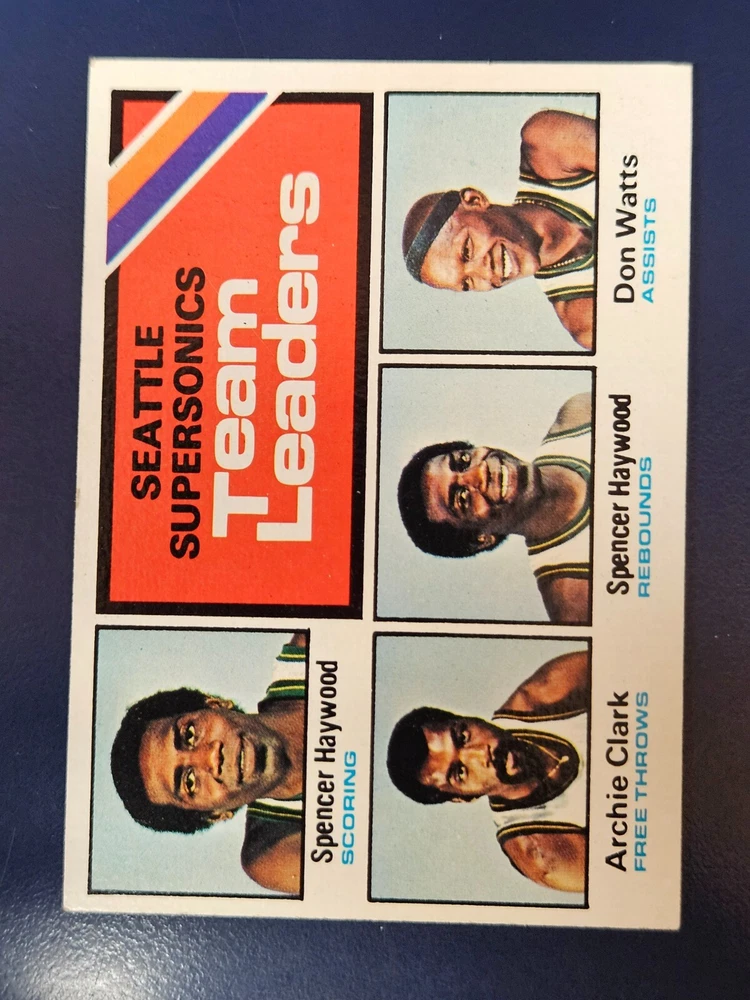 SEATTLE
SUPERSONICS
Team
Leaders
Spencer Haywood
SCORING
Archie Clark
FREE THROWS
Spencer Haywood
REBOUNDS
Don Watts
ASSISTS